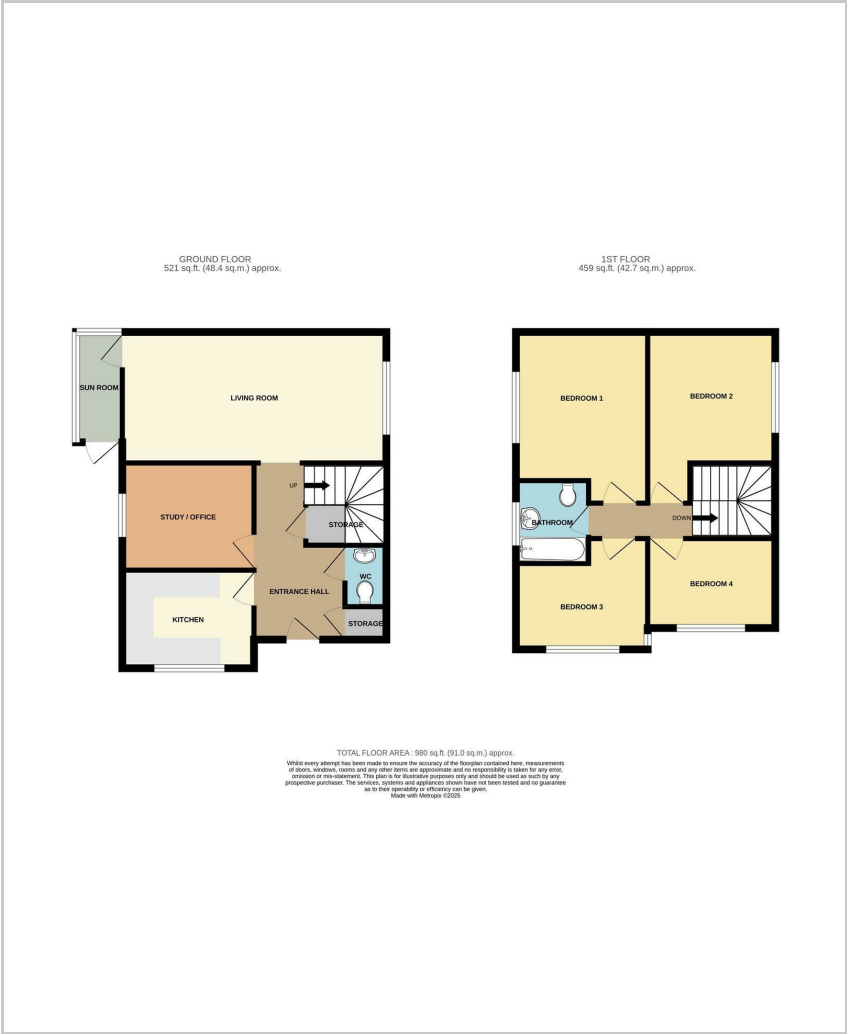 GROUND FLOOR
521 sq.ft. (48.4 sq.m.) approx.
1ST FLOOR
459 sq.ft. (42.7 sq.m.) approx.
SUN ROOM
LIVING ROOM
UP
STUDY / OFFICE
STORAGE
WC
ENTRANCE HALL
KITCHEN
STORAGE
BEDROOM 1
BEDROOM 2
BATHROOM
DOWN
BEDROOM 3
BEDROOM 4
TOTAL FLOOR AREA : 980 sq.ft. (91.0 sq.m.) approx.
Whilst every attempt has been made to ensure the accuracy of the floorplan contained here, measurements
of doors, windows, rooms and any other items are approximate and no responsibility is taken for any error,
omission or mis-statement. This plan is for illustrative purposes only and should be used as such by any
prospective purchaser. The services, systems and appliances shown have not been tested and no guarantee
as to their operability or efficiency can be given.
Made with Metropix ©2025